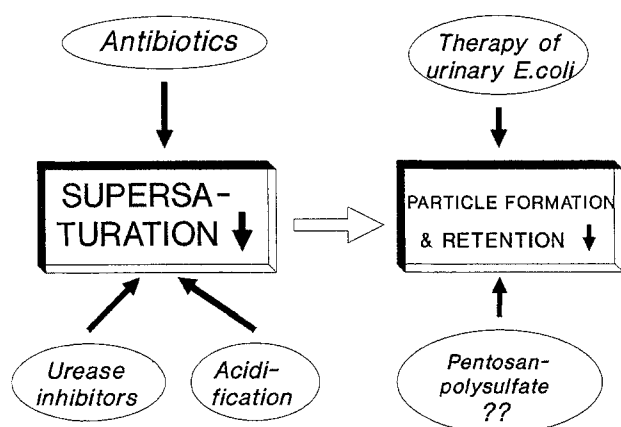 Antibiotics
Therapy of
urinary E.coli
SUPERSA-
TURATION
PARTICLE FORMATION
& RETENTION
Urease
inhibitors
Acidi-
fication
Pentosan-
polysulfate
??